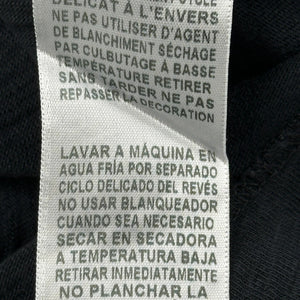 DÉLICAT À L'ENVERS
NE PAS UTILISER D'AGENT
DE BLANCHIMENT SÉCHAGE
PAR CULBUTAGE À BASSE
TEMPÉRATURE RETIRER
SANS TARDER NE PAS
REPASSER LA DECORATION
LAVAR A MÁQUINA EN
AGUA FRÍA POR SEPARADO
CICLO DELICADO DEL REVÉS
NO USAR BLANQUEADOR
CUANDO SEA NECESARIO
SECAR EN SECADORA
A TEMPERATURA BAJA
RETIRAR INMEDIATAMENTE
NO PLANCHAR LA